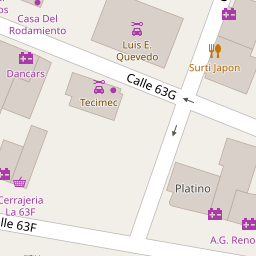 Casa Del
Rodamiento
Luis E.
Quevedo
Surti Japon
Dancars
Tecimec
Calle 63G
Platino
Cerrajeria
La 63F
lle 63F
A.G. Reno